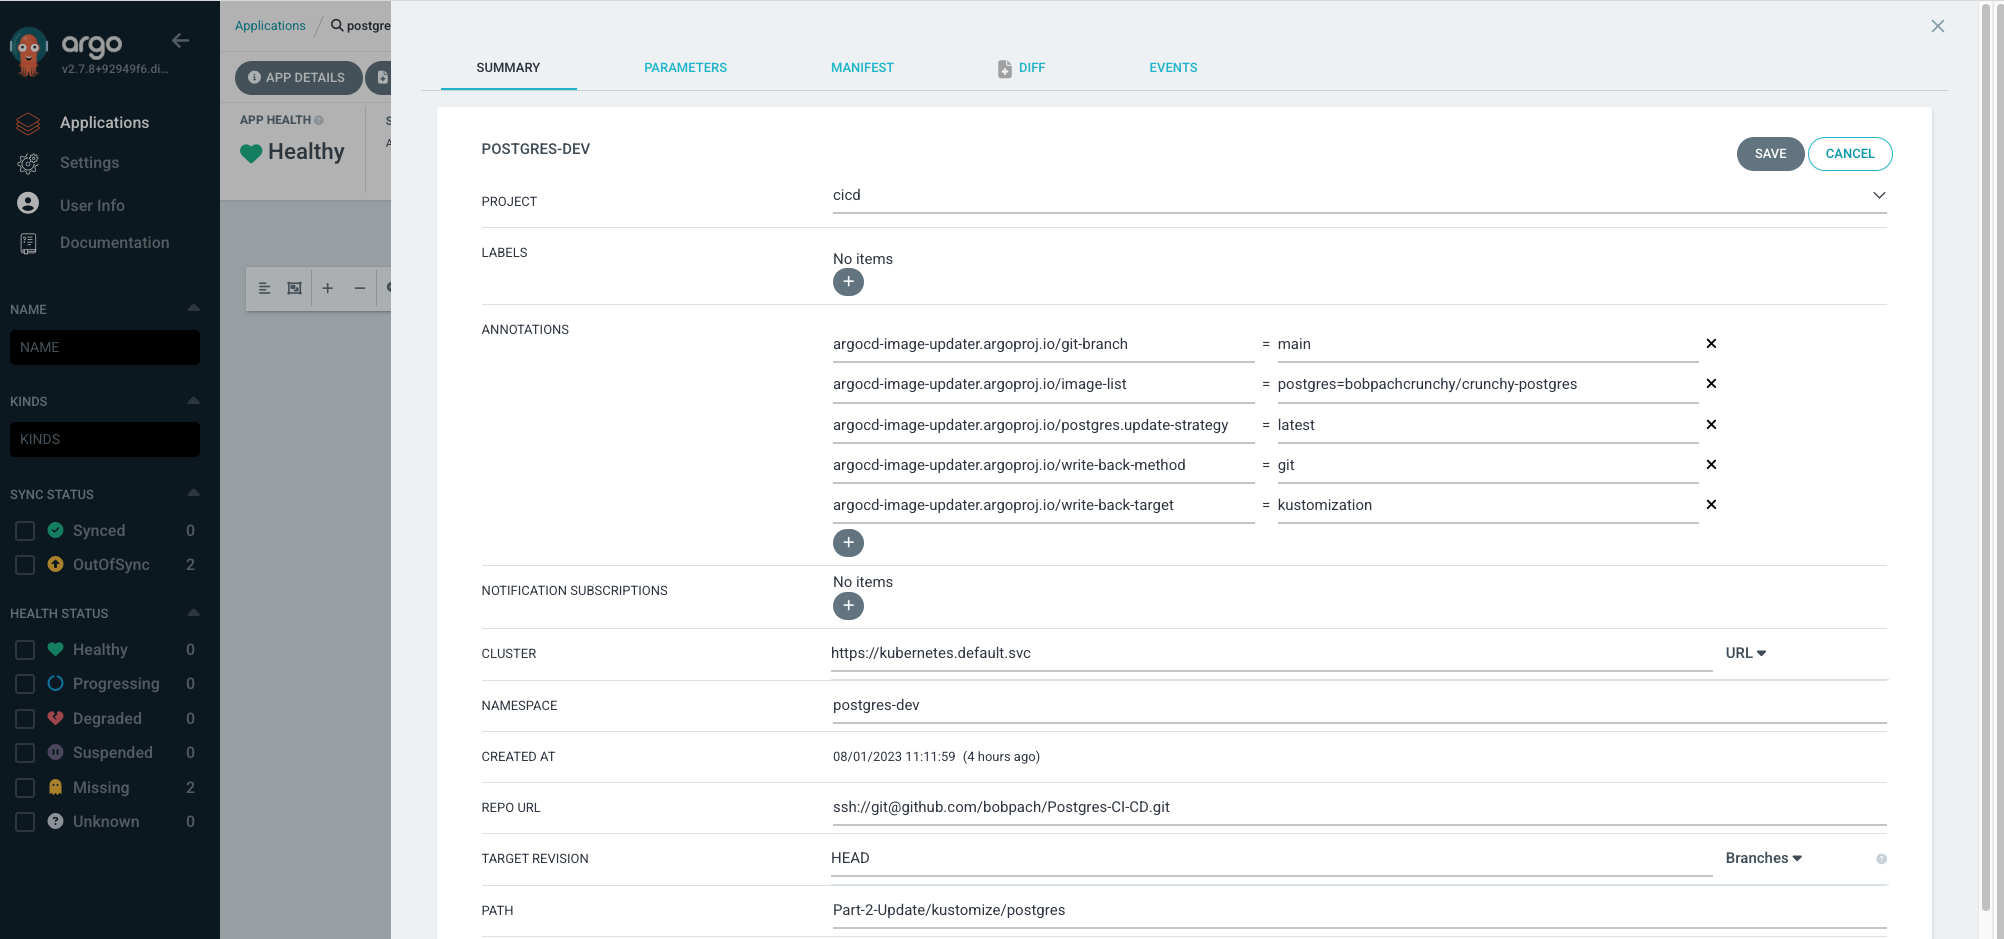 argo
v2.7.8+92949f6.di...
Applications
Settings
User Info
Documentation
NAME
NAME
KINDS
KINDS
SYNC STATUS
Synced 0
OutOfSync 2
HEALTH STATUS
Healthy 0
Progressing 0
Degraded 0
Suspended 0
Missing 2
Unknown 0
Applications / postgre
APP DETAILS
APP HEALTH
Healthy
SUMMARY PARAMETERS MANIFEST DIFF EVENTS
POSTGRES-DEV
SAVE CANCEL
PROJECT cicd
LABELS No items
+
ANNOTATIONS
argocd-image-updater.argoproj.io/git-branch = main
argocd-image-updater.argoproj.io/image-list = postgres=bobpachcrunchy/crunchy-postgres
argocd-image-updater.argoproj.io/postgres.update-strategy = latest
argocd-image-updater.argoproj.io/write-back-method = git
argocd-image-updater.argoproj.io/write-back-target = kustomization
+
NOTIFICATION SUBSCRIPTIONS No items
+
CLUSTER https://kubernetes.default.svc URL
NAMESPACE postgres-dev
CREATED AT 08/01/2023 11:11:59 (4 hours ago)
REPO URL ssh://git@github.com/bobpach/Postgres-CI-CD.git
TARGET REVISION HEAD Branches
PATH Part-2-Update/kustomize/postgres